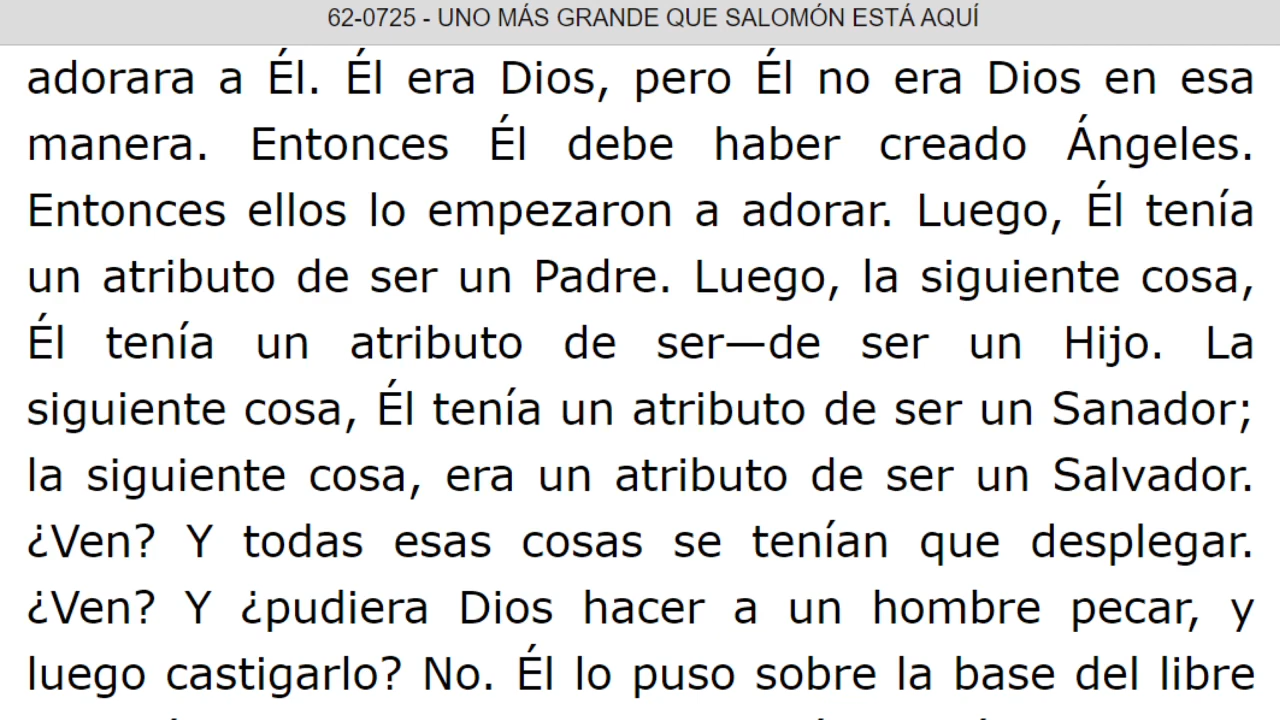 62-0725 - UNO MÁS GRANDE QUE SALOMÓN ESTÁ AQUÍ
adorara a Él. Él era Dios, pero Él no era Dios en esa
manera. Entonces Él debe haber creado Ángeles.
Entonces ellos lo empezaron a adorar. Luego, Él tenía
un atributo de ser un Padre. Luego, la siguiente cosa,
Él tenía un atributo de ser—de ser un Hijo. La
siguiente cosa, Él tenía un atributo de ser un Sanador;
la siguiente cosa, era un atributo de ser un Salvador.
¿Ven? Y todas esas cosas se tenían que desplegar.
¿Ven? Y ¿pudiera Dios hacer a un hombre pecar, y
luego castigarlo? No. Él lo puso sobre la base del libre